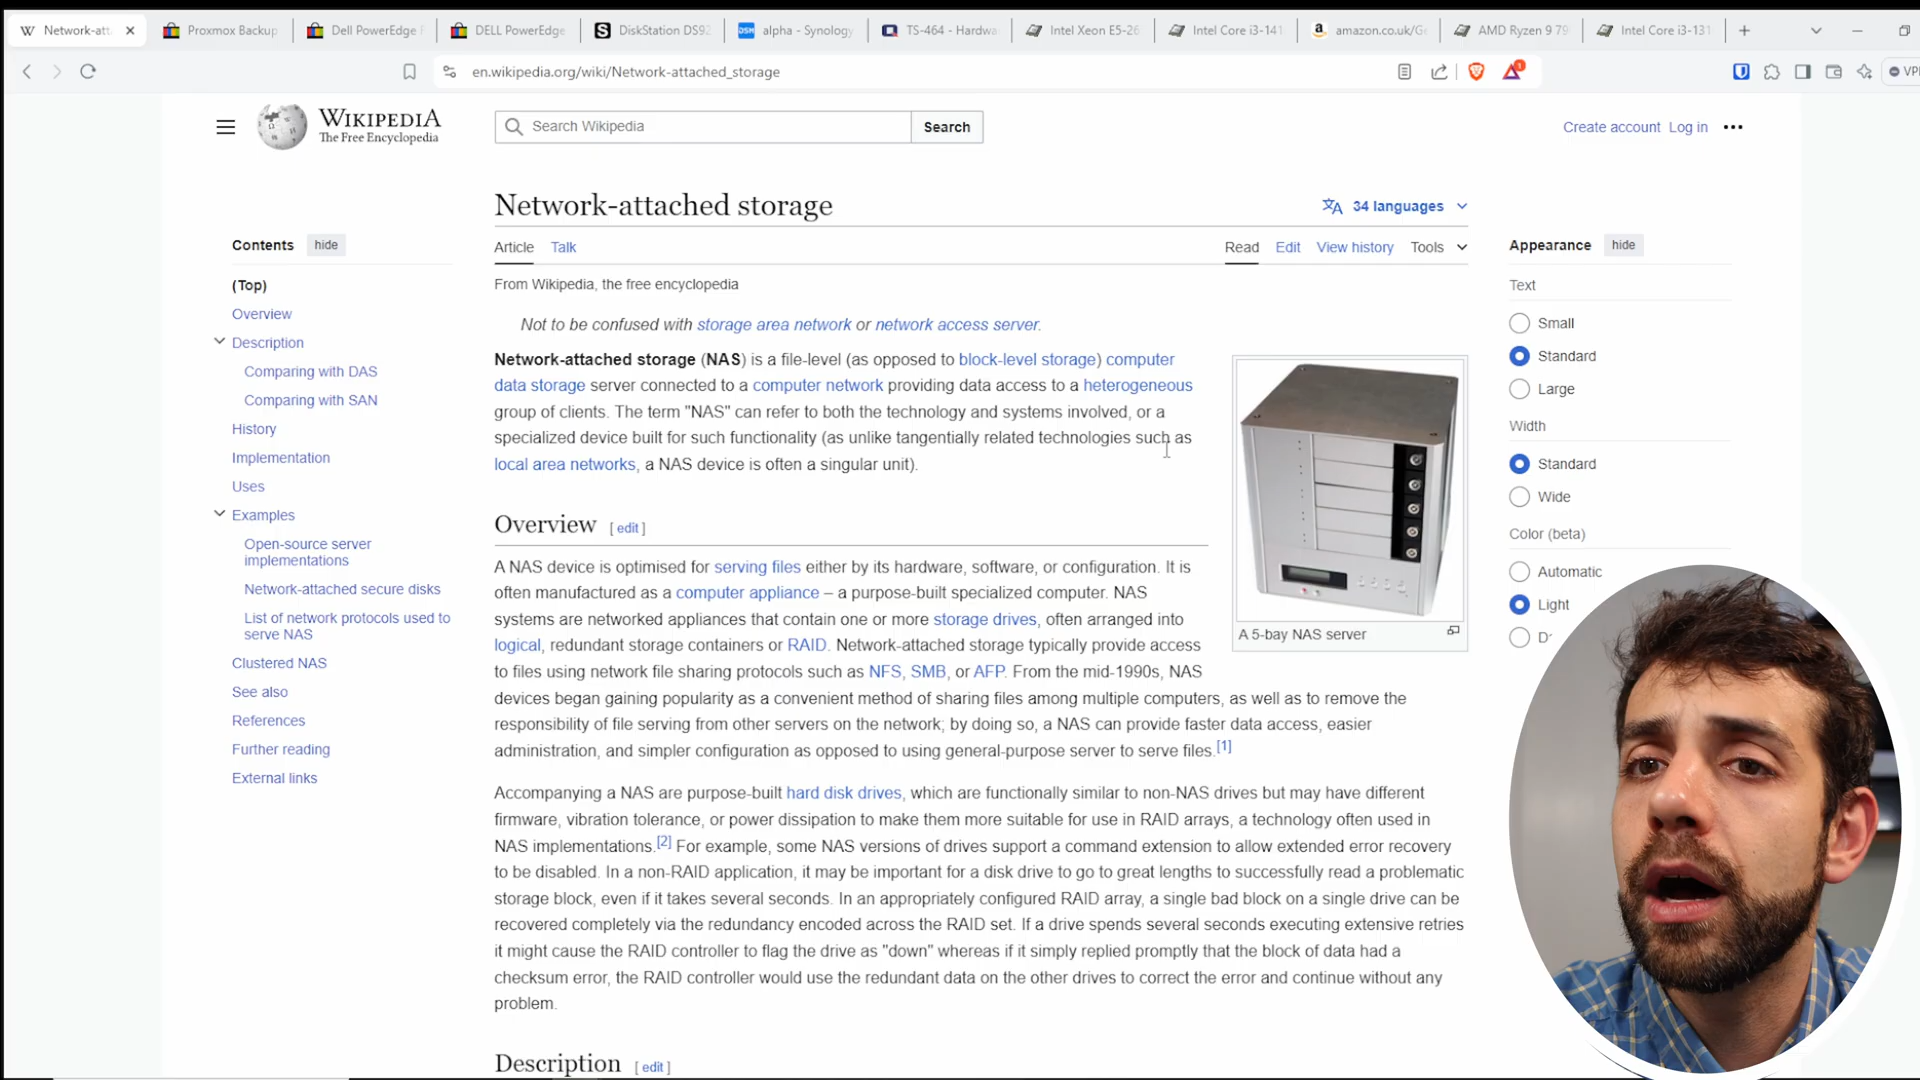 Network-att
Proxmox Backup
Dell PowerEdge
DELL PowerEdge
DiskStation DS92
alpha - Synology
TS-464 - Hardwa
Intel Xeon E5-26
Intel Core i3-141
amazon.co.uk/G
AMD Ryzen 9 79
Intel Core i3-131
en.wikipedia.org/wiki/Network-attached_storage
VP
WIKIPEDIA
The Free Encyclopedia
Search Wikipedia
Search
Create account Log in
Network-attached storage
34 languages
Article Talk
Read Edit View history Tools
From Wikipedia, the free encyclopedia
Contents hide
(Top)
Overview
Description
Comparing with DAS
Comparing with SAN
History
Implementation
Uses
Examples
Open-source server
implementations
Network-attached secure disks
List of network protocols used to
serve NAS
Clustered NAS
See also
References
Further reading
External links
Not to be confused with storage area network or network access server.
Network-attached storage (NAS) is a file-level (as opposed to block-level storage) computer
data storage server connected to a computer network providing data access to a heterogeneous
group of clients. The term "NAS" can refer to both the technology and systems involved, or a
specialized device built for such functionality (as unlike tangentially related technologies such as
local area networks, a NAS device is often a singular unit).
A 5-bay NAS server
Overview [ edit ]
A NAS device is optimised for serving files either by its hardware, software, or configuration. It is
often manufactured as a computer appliance – a purpose-built specialized computer. NAS
systems are networked appliances that contain one or more storage drives, often arranged into
logical, redundant storage containers or RAID. Network-attached storage typically provide access
to files using network file sharing protocols such as NFS, SMB, or AFP. From the mid-1990s, NAS
devices began gaining popularity as a convenient method of sharing files among multiple computers, as well as to remove the
responsibility of file serving from other servers on the network; by doing so, a NAS can provide faster data access, easier
administration, and simpler configuration as opposed to using general-purpose server to serve files.[1]
Accompanying a NAS are purpose-built hard disk drives, which are functionally similar to non-NAS drives but may have different
firmware, vibration tolerance, or power dissipation to make them more suitable for use in RAID arrays, a technology often used in
NAS implementations.[2] For example, some NAS versions of drives support a command extension to allow extended error recovery
to be disabled. In a non-RAID application, it may be important for a disk drive to go to great lengths to successfully read a problematic
storage block, even if it takes several seconds. In an appropriately configured RAID array, a single bad block on a single drive can be
recovered completely via the redundancy encoded across the RAID set. If a drive spends several seconds executing extensive retries
it might cause the RAID controller to flag the drive as "down" whereas if it simply replied promptly that the block of data had a
checksum error, the RAID controller would use the redundant data on the other drives to correct the error and continue without any
problem.
Description [ edit ]
Appearance hide
Text
Small
Standard
Large
Width
Standard
Wide
Color (beta)
Automatic
Light